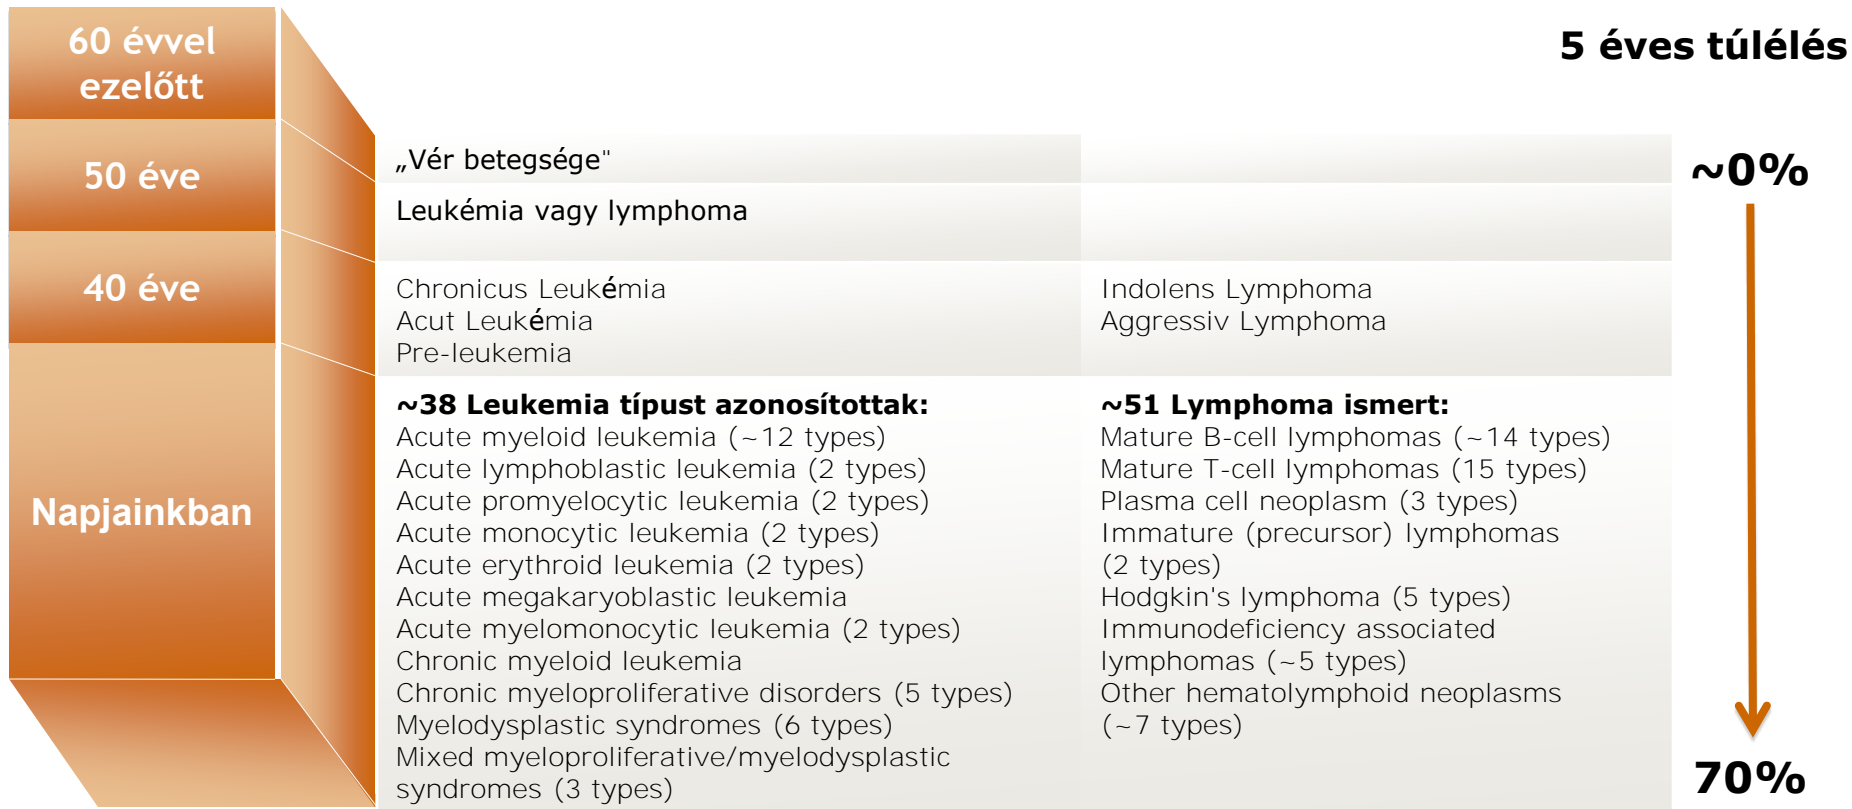 60 évvel
ezelőtt
5 éves túlélés
50 éve
„Vér betegsége"
~0%
Leukémia vagy lymphoma
40 éve
Chronicus Leukémia
Acut Leukémia
Pre-leukemia
Indolens Lymphoma
Aggressiv Lymphoma
Napjainkban
~38 Leukemia típust azonosítottak:
Acute myeloid leukemia (~12 types)
Acute lymphoblastic leukemia (2 types)
Acute promyelocytic leukemia (2 types)
Acute monocytic leukemia (2 types)
Acute erythroid leukemia (2 types)
Acute megakaryoblastic leukemia
Acute myelomonocytic leukemia (2 types)
Chronic myeloid leukemia
Chronic myeloproliferative disorders (5 types)
Myelodysplastic syndromes (6 types)
Mixed myeloproliferative/myelodysplastic
syndromes (3 types)
~51 Lymphoma ismert:
Mature B-cell lymphomas (~14 types)
Mature T-cell lymphomas (15 types)
Plasma cell neoplasm (3 types)
Immature (precursor) lymphomas
(2 types)
Hodgkin's lymphoma (5 types)
Immunodeficiency associated
lymphomas (~5 types)
Other hematolymphoid neoplasms
(~7 types)
70%